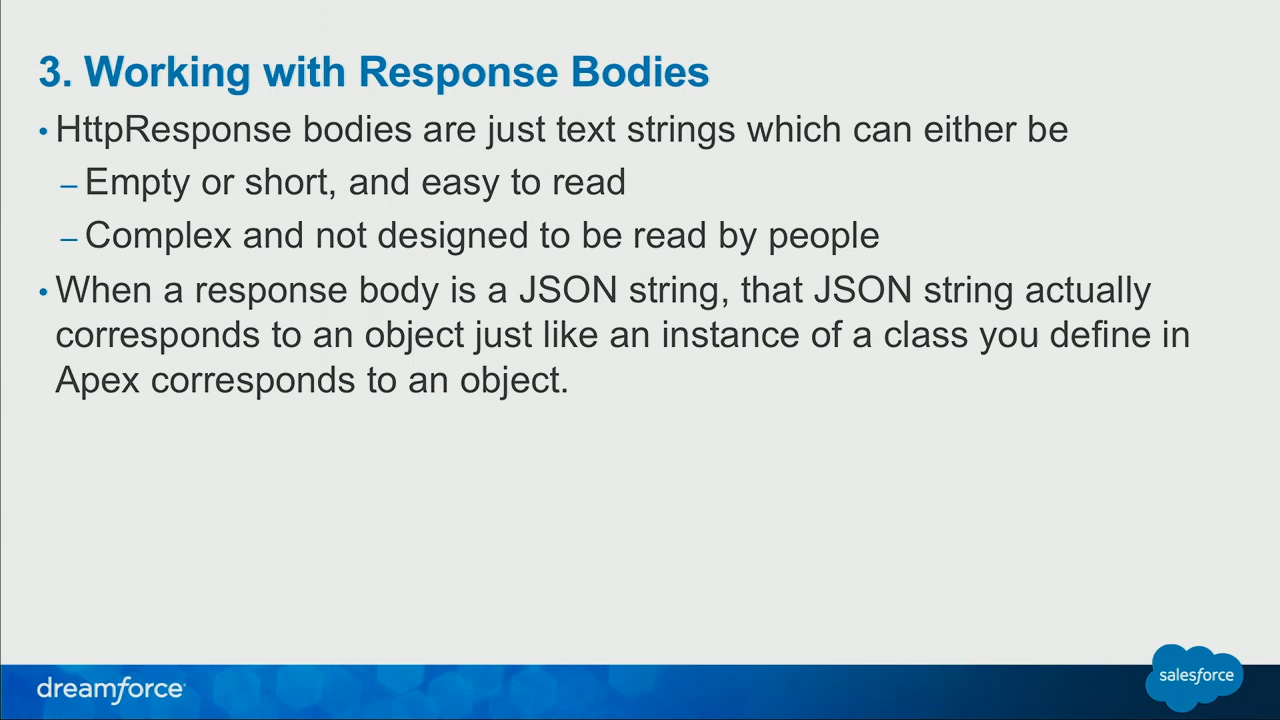 3. Working with Response Bodies
• HttpResponse bodies are just text strings which can either be
– Empty or short, and easy to read
– Complex and not designed to be read by people
• When a response body is a JSON string, that JSON string actually
corresponds to an object just like an instance of a class you define in
Apex corresponds to an object.
dreamforce
salesforce